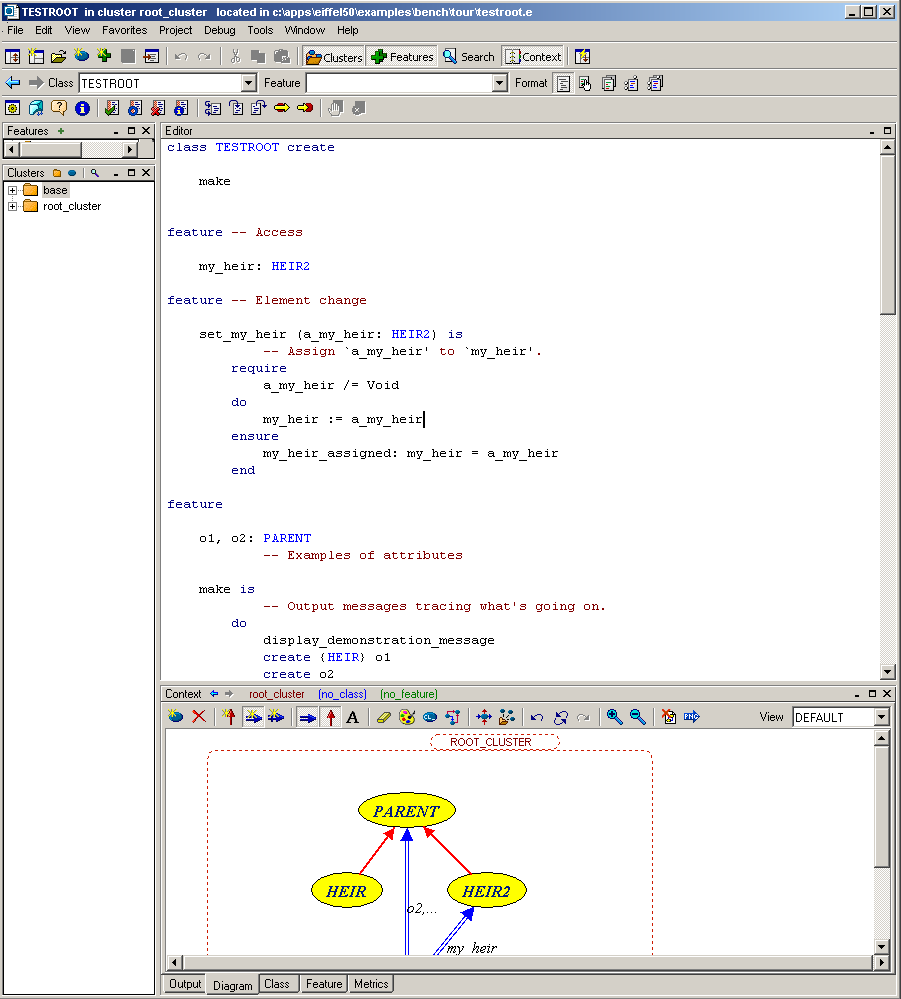 TESTROOT in cluster root_cluster located in c:\apps\eiffel50\examples\bench\tour\testroot.e
File Edit View Favorites Project Debug Tools Window Help
Clusters Features Search Context
Class TESTROOT Feature Format
Features
Clusters
base
root_cluster
Editor
class TESTROOT create
make
feature -- Access
my_heir: HEIR2
feature -- Element change
set_my_heir (a_my_heir: HEIR2) is
-- Assign `a_my_heir' to `my_heir'.
require
a_my_heir /= Void
do
my_heir := a_my_heir
ensure
my_heir_assigned: my_heir = a_my_heir
end
feature
o1, o2: PARENT
-- Examples of attributes
make is
-- Output messages tracing what's going on.
do
display_demonstration_message
create {HEIR} o1
create o2
Context root_cluster (no_class) (no_feature)
A View DEFAULT
ROOT_CLUSTER
PARENT
HEIR HEIR2
o2,...
my_heir
Output Diagram Class Feature Metrics